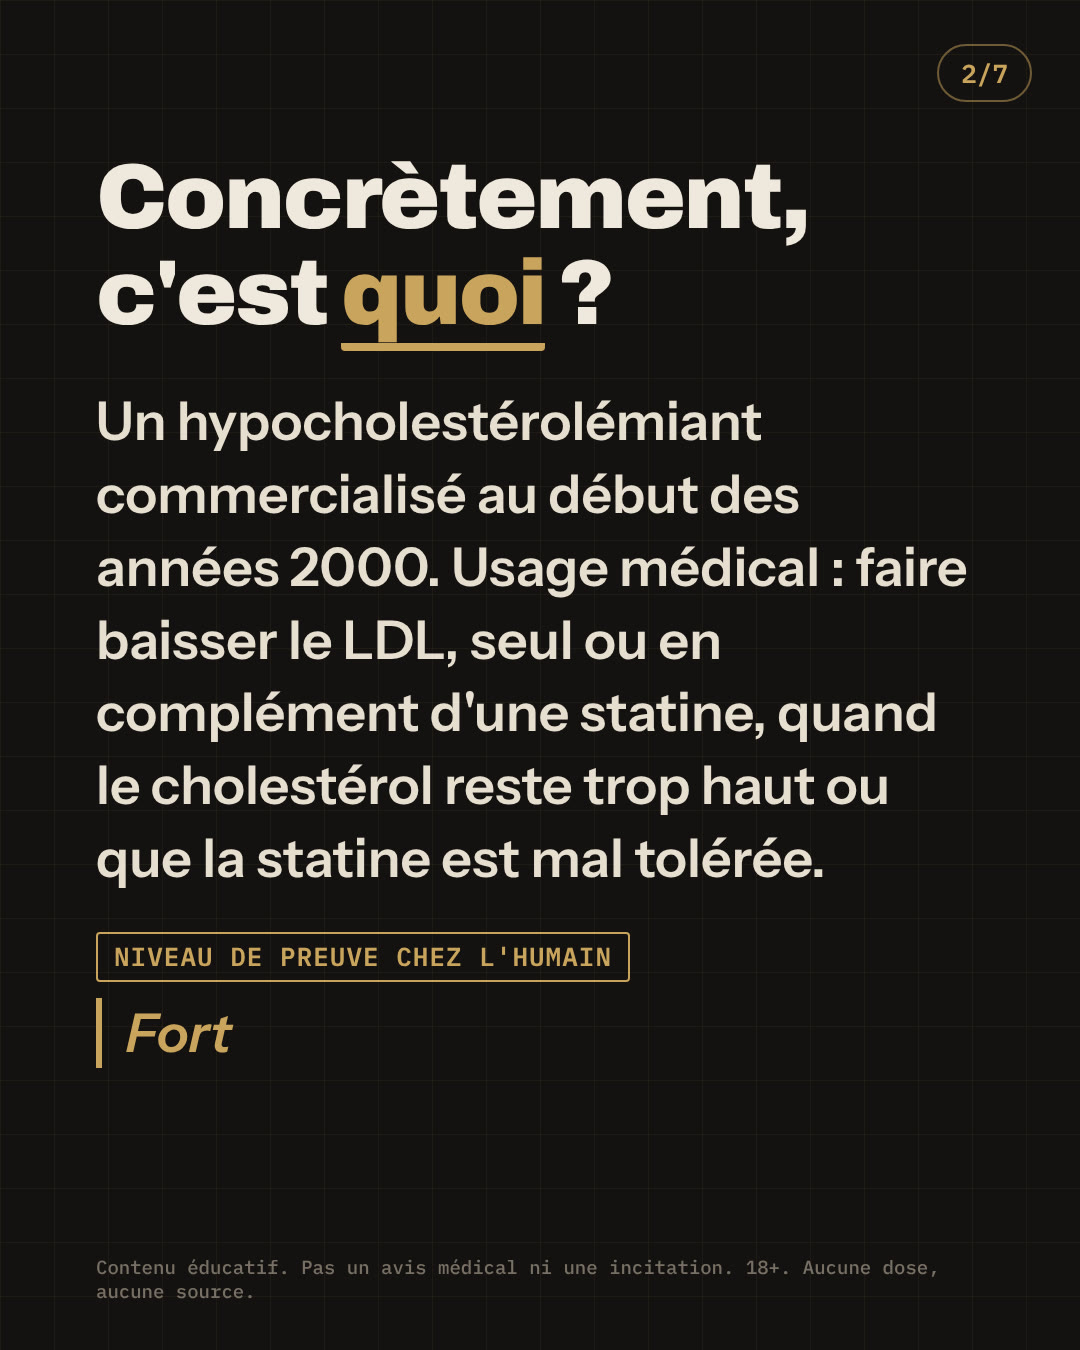 2/7
Concrètement,
c'est quoi ?
Un hypocholestérolémiant
commercialisé au début des
années 2000. Usage médical : faire
baisser le LDL, seul ou en
complément d'une statine, quand
le cholestérol reste trop haut ou
que la statine est mal tolérée.
NIVEAU DE PREUVE CHEZ L'HUMAIN
Fort
Contenu éducatif. Pas un avis médical ni une incitation. 18+. Aucune dose,
aucune source.